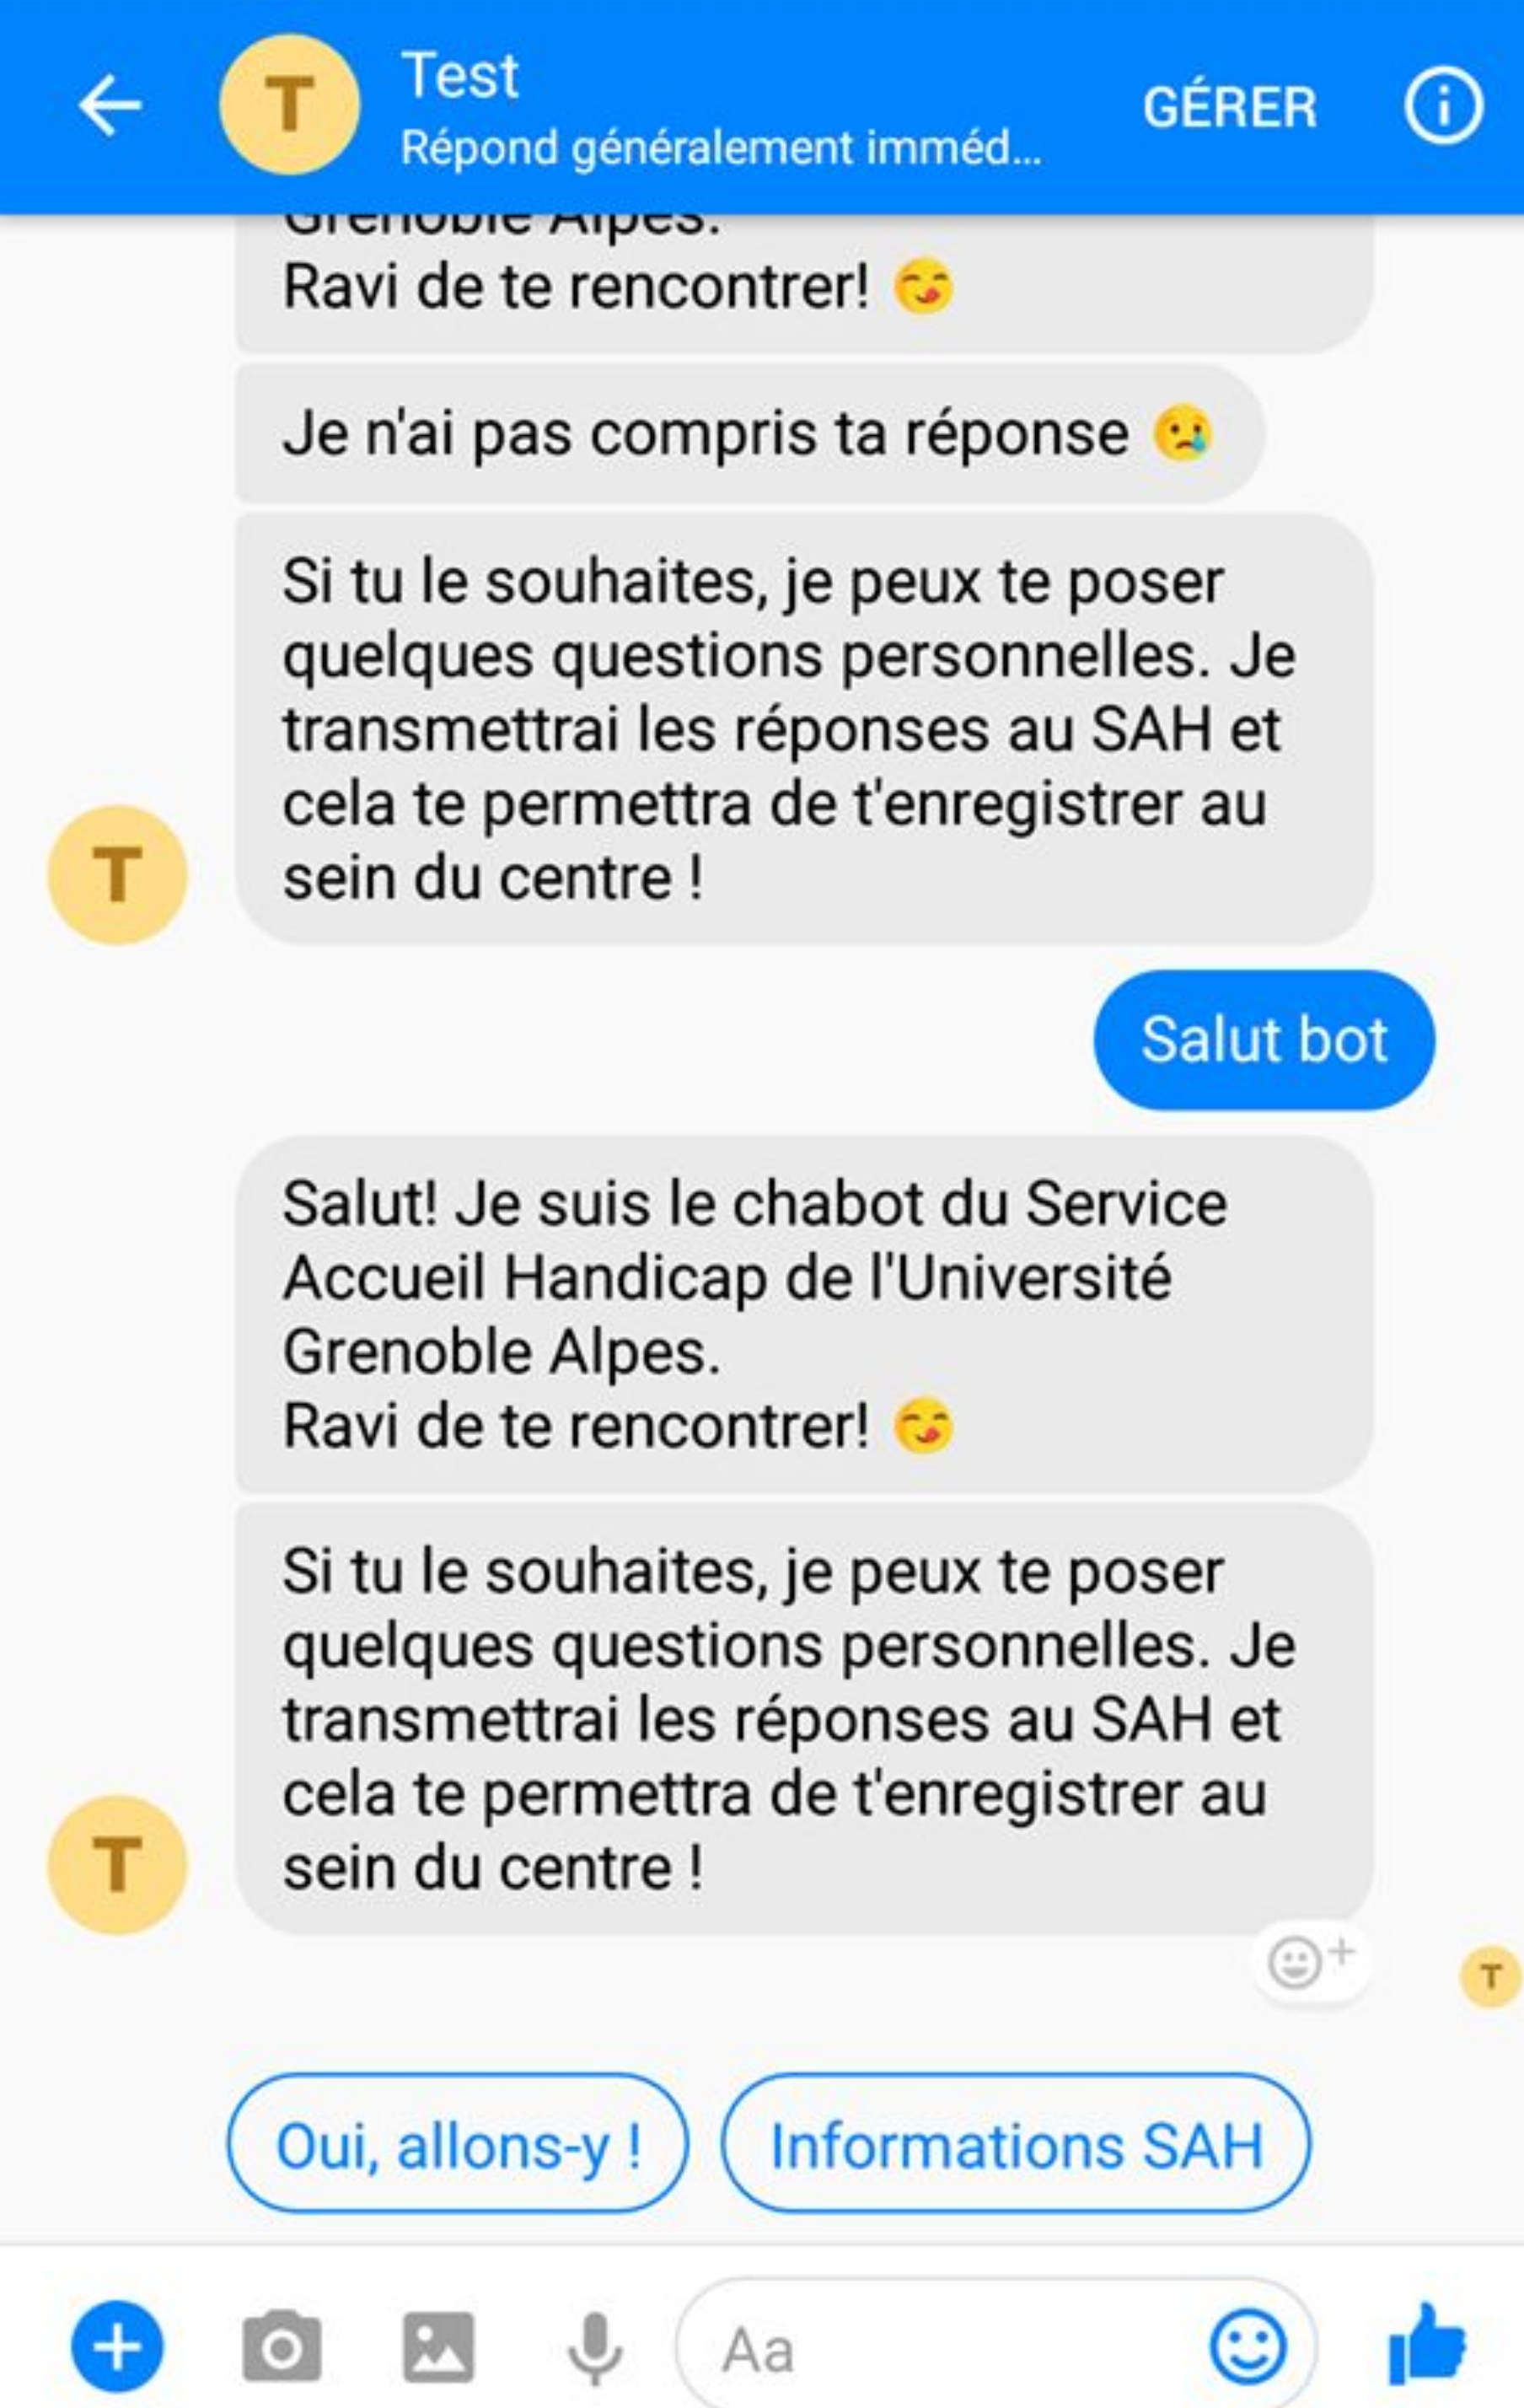 Test
Répond généralement imméd...
GÉRER
T
Grenoble Alpes.
Ravi de te rencontrer! 😋
Je n'ai pas compris ta réponse 😢
Si tu le souhaites, je peux te poser
quelques questions personnelles. Je
transmettrai les réponses au SAH et
cela te permettra de t'enregistrer au
sein du centre !
T
Salut bot
Salut! Je suis le chabot du Service
Accueil Handicap de l'Université
Grenoble Alpes.
Ravi de te rencontrer! 😋
Si tu le souhaites, je peux te poser
quelques questions personnelles. Je
transmettrai les réponses au SAH et
cela te permettra de t'enregistrer au
sein du centre !
T
T
Oui, allons-y !
Informations SAH
Aa